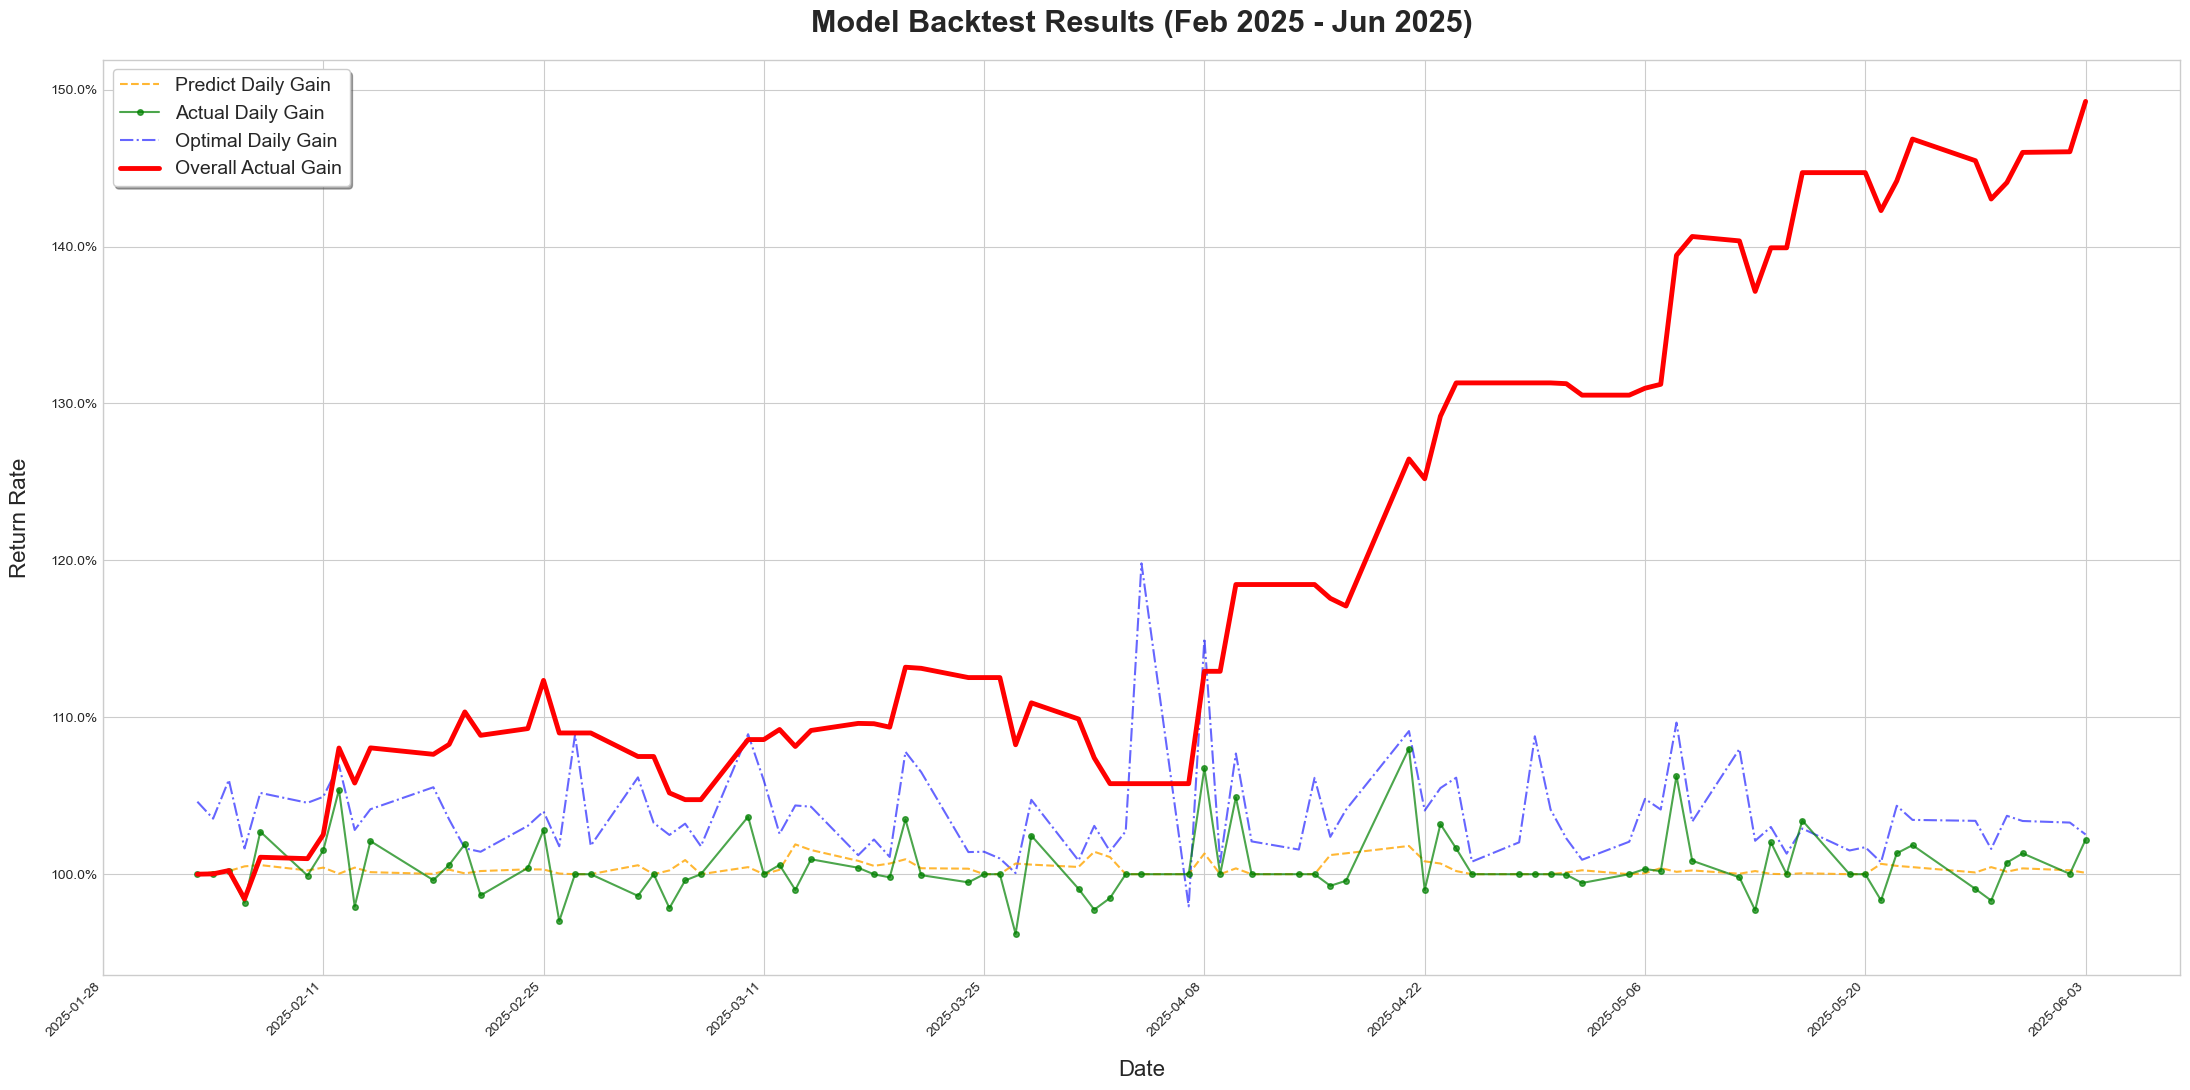 Model Backtest Results (Feb 2025 - Jun 2025)
Predict Daily Gain
Actual Daily Gain
Optimal Daily Gain
Overall Actual Gain
150.0%
140.0%
130.0%
120.0%
110.0%
100.0%
Return Rate
2025-01-28
2025-02-11
2025-02-25
2025-03-11
2025-03-25
2025-04-08
2025-04-22
2025-05-06
2025-05-20
2025-06-03
Date